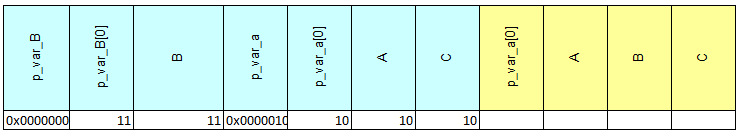 p_var_B p_var_B[0] B p_var_a p_var_a[0] A C p_var_a[0] A B C
0x0000000 11 11 0x0000010 10 10 10